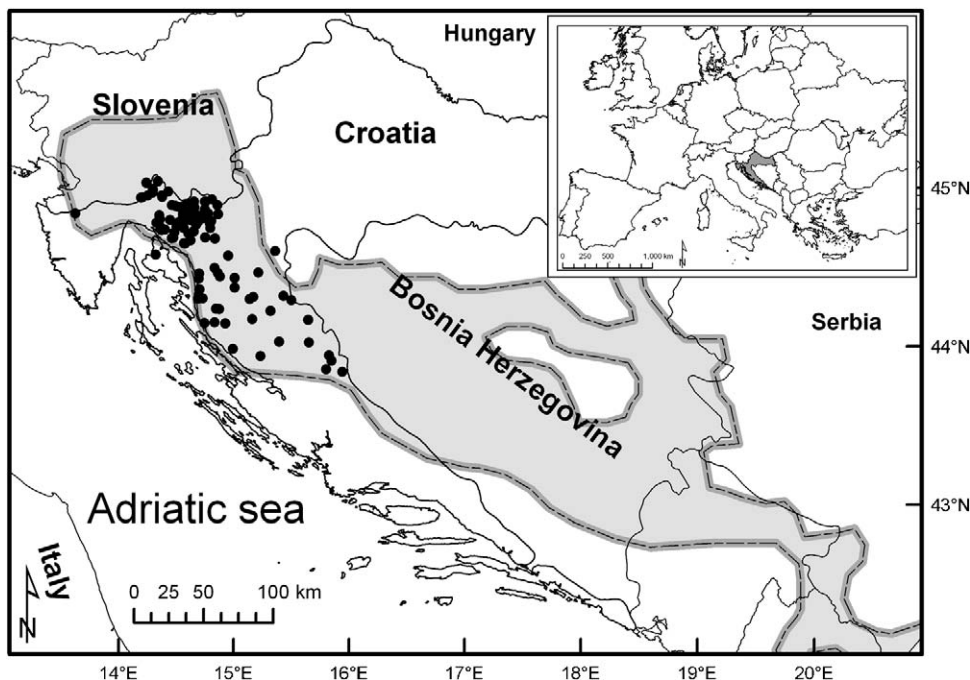 Hungary
Slovenia
Croatia
0 250 500 1,000 km
N
45°N
Bosnia Herzegovina
Serbia
44°N
Adriatic sea
43°N
Italy
0 25 50 100 km
N
14°E 15°E 16°E 17°E 18°E 19°E 20°E